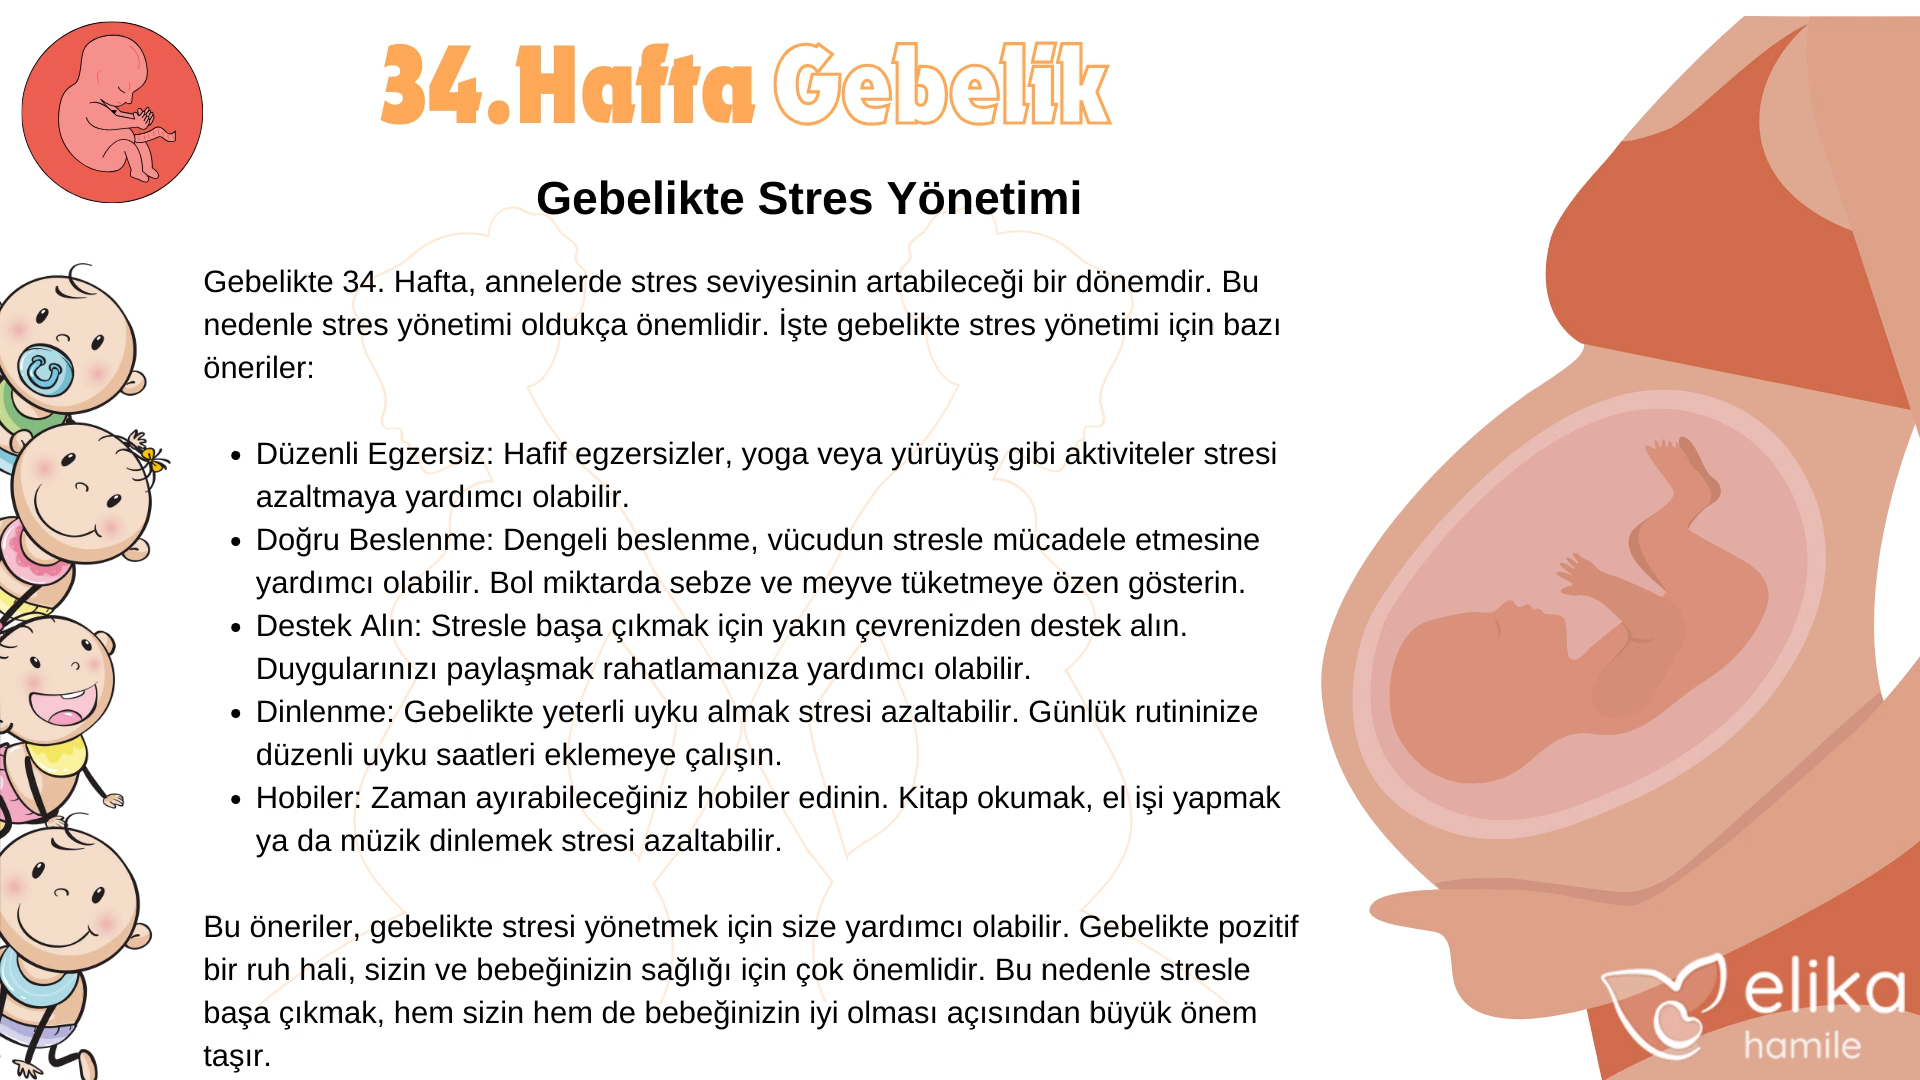 34.Hafta Gebelik
Gebelikte Stres Yönetimi
Gebelikte 34. Hafta, annelerde stres seviyesinin artabileceği bir dönemdir. Bu
nedenle stres yönetimi oldukça önemlidir. İşte gebelikte stres yönetimi için bazı
öneriler:
• Düzenli Egzersiz: Hafif egzersizler, yoga veya yürüyüş gibi aktiviteler stresi
azaltmaya yardımcı olabilir.
• Doğru Beslenme: Dengeli beslenme, vücudun stresle mücadele etmesine
yardımcı olabilir. Bol miktarda sebze ve meyve tüketmeye özen gösterin.
• Destek Alın: Stresle başa çıkmak için yakın çevrenizden destek alın.
Duygularınızı paylaşmak rahatlamanıza yardımcı olabilir.
• Dinlenme: Gebelikte yeterli uyku almak stresi azaltabilir. Günlük rutininize
düzenli uyku saatleri eklemeye çalışın.
• Hobiler: Zaman ayırabileceğiniz hobiler edinin. Kitap okumak, el işi yapmak
ya da müzik dinlemek stresi azaltabilir.
Bu öneriler, gebelikte stresi yönetmek için size yardımcı olabilir. Gebelikte pozitif
bir ruh hali, sizin ve bebeğinizin sağlığı için çok önemlidir. Bu nedenle stresle
başa çıkmak, hem sizin hem de bebeğinizin iyi olması açısından büyük önem
taşır.
elika
hamile